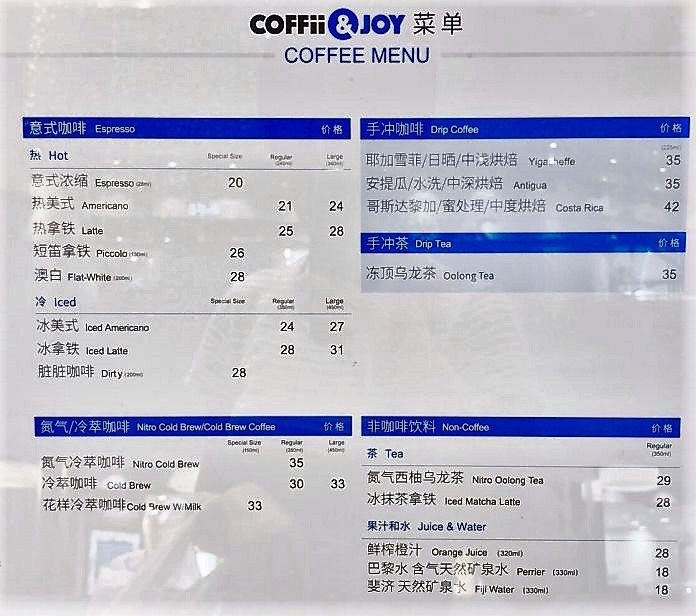 COFFii & JOY 菜单
COFFEE MENU
意式咖啡 Espresso 价格
热 Hot Special Size Regular (240ml) Large (340ml)
意式浓缩 Espresso (28ml) 20
热美式 Americano 21 24
热拿铁 Latte 25 28
短笛拿铁 Piccolo (130ml) 26
澳白 Flat-White (200ml) 28
冷 Iced Special Size Regular (350ml) Large (450ml)
冰美式 Iced Americano 24 27
冰拿铁 Iced Latte 28 31
脏脏咖啡 Dirty (200ml) 28
手冲咖啡 Drip Coffee 价格
(225ml)
耶加雪菲/日晒/中浅烘焙 35
安提瓜/水洗/中深烘焙 Antigua 35
哥斯达黎加/蜜处理/中度烘焙 Costa Rica 42
手冲茶 Drip Tea 价格
冻顶乌龙茶 Oolong Tea 35
氮气/冷萃咖啡 Nitro Cold Brew/Cold Brew Coffee 价格
Special Size (150ml) Regular (350ml) Large (450ml)
氮气冷萃咖啡 Nitro Cold Brew 35
冷萃咖啡 Cold Brew 30 33
花样冷萃咖啡 Cold Brew W/Milk 33
非咖啡饮料 Non-Coffee 价格
茶 Tea Regular (350ml)
氮气西柚乌龙茶 Nitro Oolong Tea 29
冰抹茶拿铁 Iced Matcha Latte 28
果汁和水 Juice & Water
鲜榨橙汁 Orange Juice (320ml) 28
巴黎水 含气天然矿泉水 Perrier (330ml) 18
斐济 天然矿泉水 Fiji Water (330ml) 18